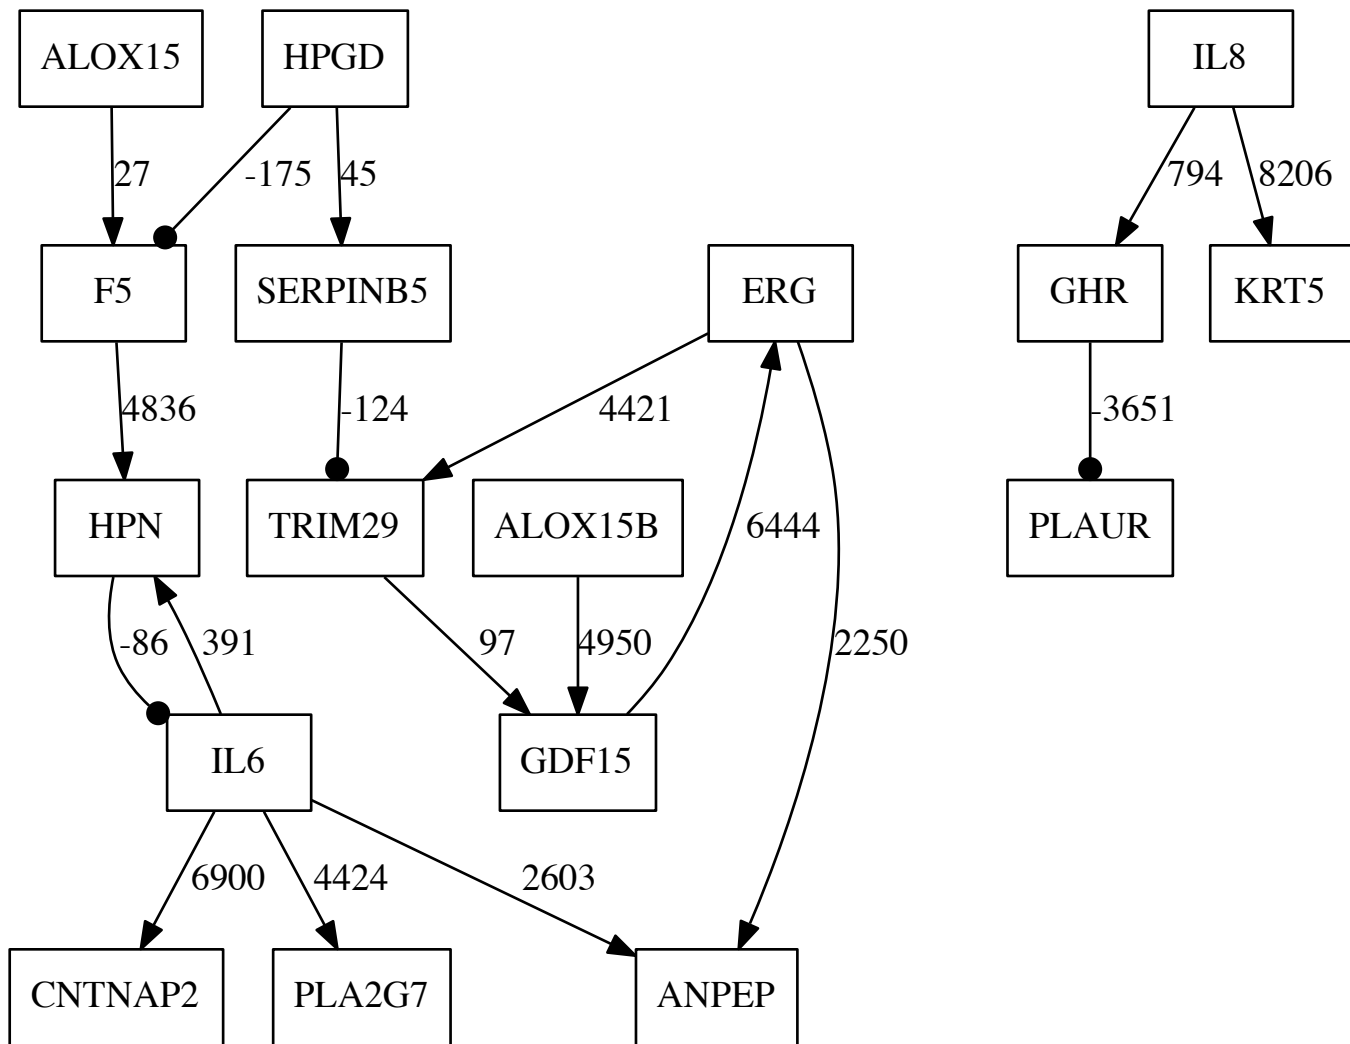 ALOX15 HPGD IL8
27 -175 45 794 8206
F5 SERPINB5 ERG GHR KRT5
4836 -124 4421 -3651
HPN TRIM29 ALOX15B 6444 PLAUR
-86 391 97 4950 2250
IL6 GDF15
6900 4424 2603
CNTNAP2 PLA2G7 ANPEP